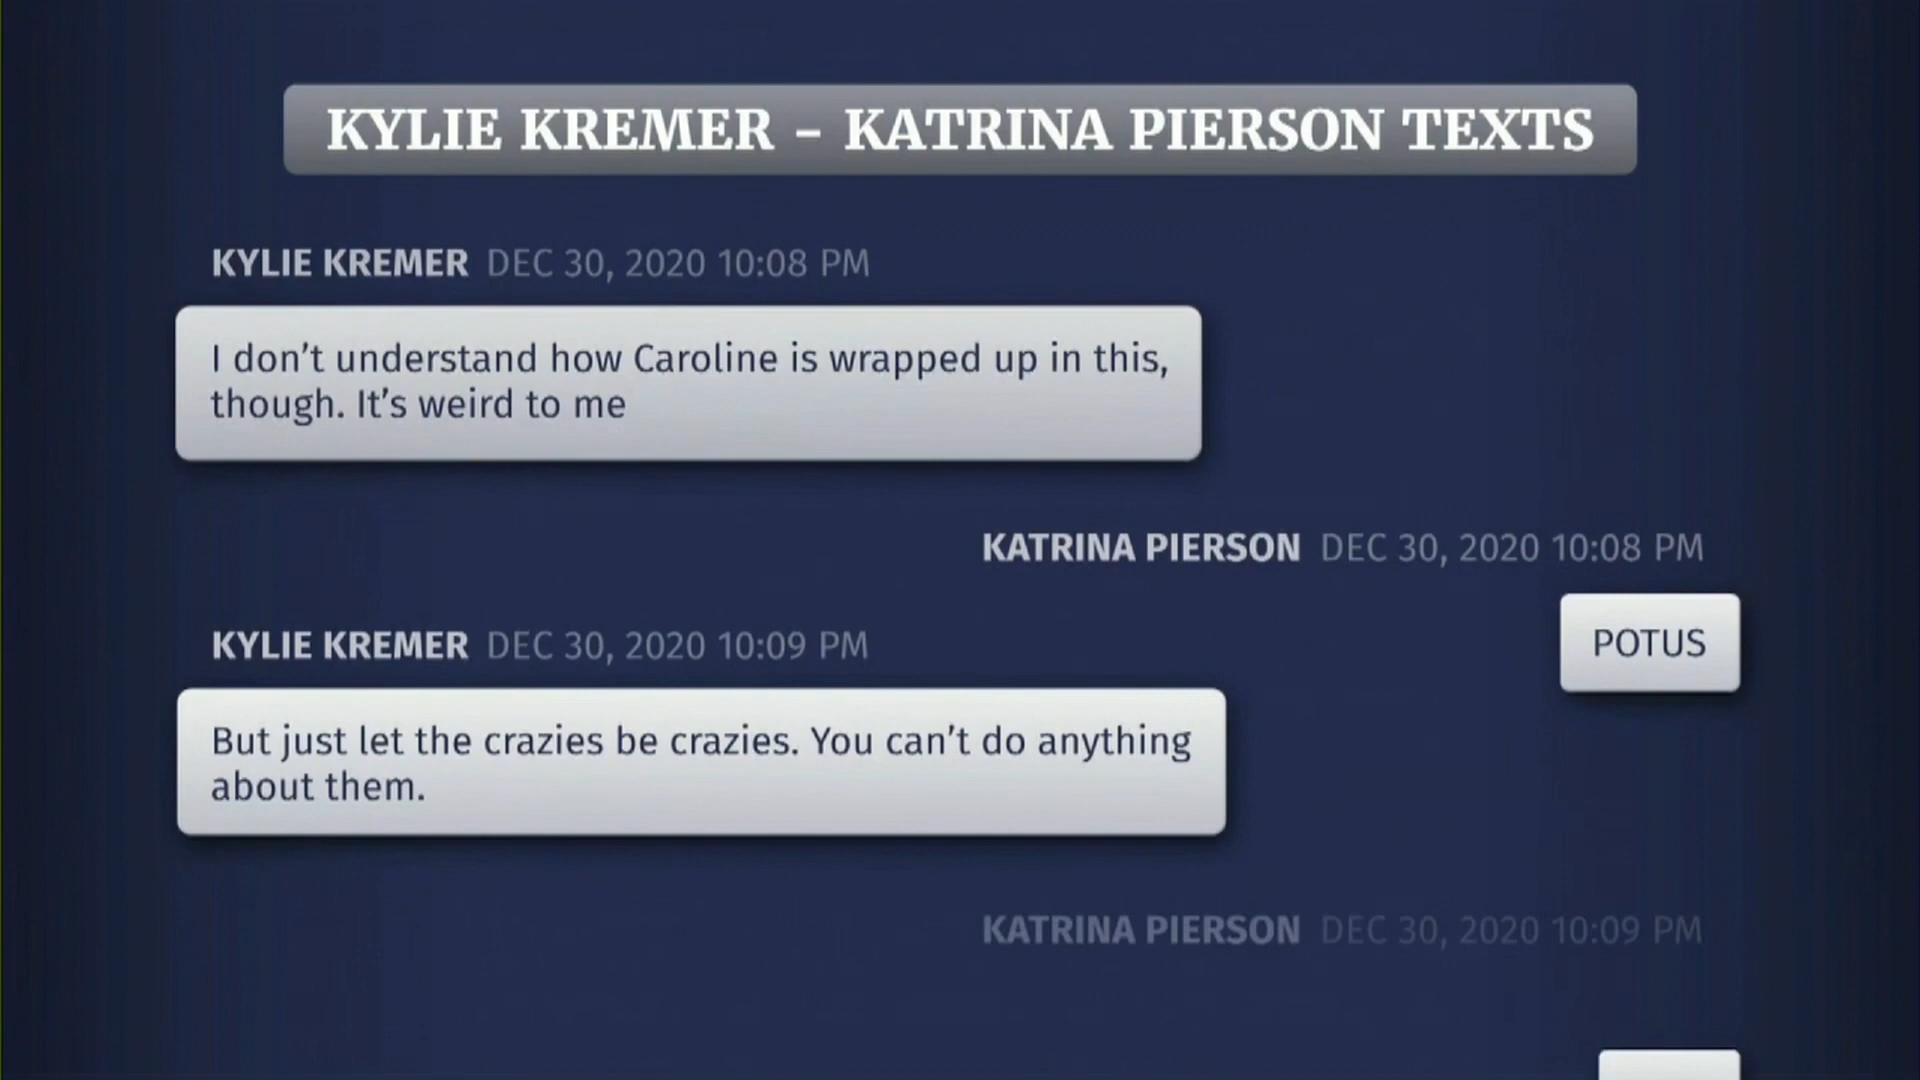 KYLIE KREMER – KATRINA PIERSON TEXTS
KYLIE KREMER DEC 30, 2020 10:08 PM
I don’t understand how Caroline is wrapped up in this,
though. It’s weird to me
KATRINA PIERSON DEC 30, 2020 10:08 PM
POTUS
KYLIE KREMER DEC 30, 2020 10:09 PM
But just let the crazies be crazies. You can’t do anything
about them.
KATRINA PIERSON DEC 30, 2020 10:09 PM